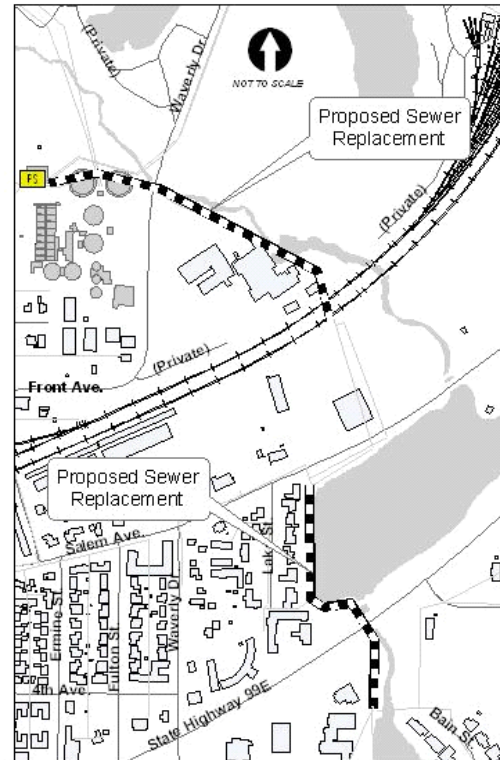 (Private)
Waverly Dr.
NOT TO SCALE
Proposed Sewer
Replacement
PS
(Private)
(Private)
Front Ave.
Proposed Sewer
Replacement
Salem Ave.
Lake St.
Ermine St.
Fulton St.
Waverly Dr.
4th Ave.
State Highway 99E
Bain St.